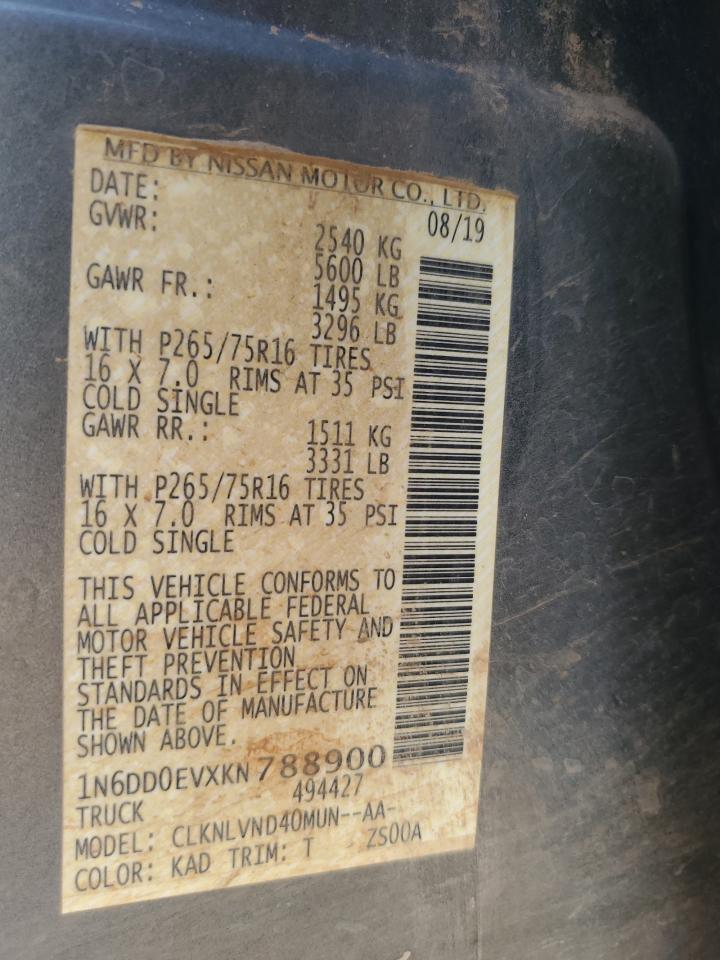 MFD BY NISSAN MOTOR CO., LTD.
DATE: 08/19
GVWR: 2540 KG
5600 LB
GAWR FR.: 1495 KG
3296 LB
WITH P265/75R16 TIRES
16 X 7.0 RIMS AT 35 PSI
COLD SINGLE
GAWR RR.: 1511 KG
3331 LB
WITH P265/75R16 TIRES
16 X 7.0 RIMS AT 35 PSI
COLD SINGLE
THIS VEHICLE CONFORMS TO
ALL APPLICABLE FEDERAL
MOTOR VEHICLE SAFETY AND
THEFT PREVENTION
STANDARDS IN EFFECT ON
THE DATE OF MANUFACTURE
SHOWN ABOVE.
1N6DD0EVXKN788900
TRUCK 494427
MODEL: CLKNLVND40MUN--AA-
COLOR: KAD TRIM: T ZS00A